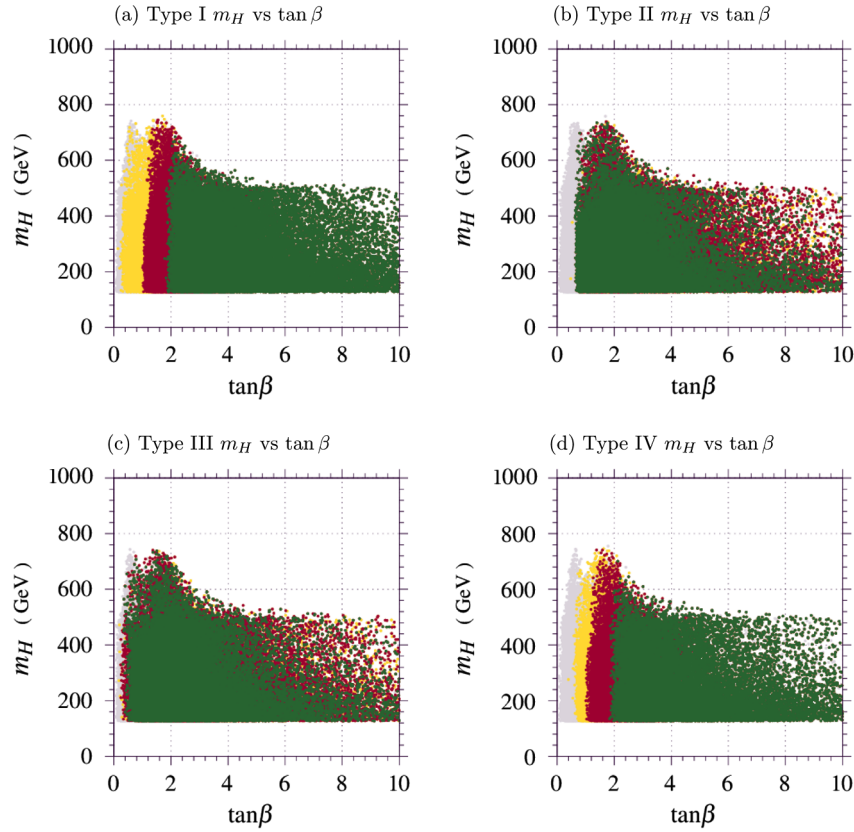 (a) Type I m_H vs tan β
(b) Type II m_H vs tan β
1000
800
600
400
200
0
m_H ( GeV )
0 2 4 6 8 10
tanβ
1000
800
600
400
200
0
m_H ( GeV )
0 2 4 6 8 10
tanβ
(c) Type III m_H vs tan β
(d) Type IV m_H vs tan β
1000
800
600
400
200
0
m_H ( GeV )
0 2 4 6 8 10
tanβ
1000
800
600
400
200
0
m_H ( GeV )
0 2 4 6 8 10
tanβ